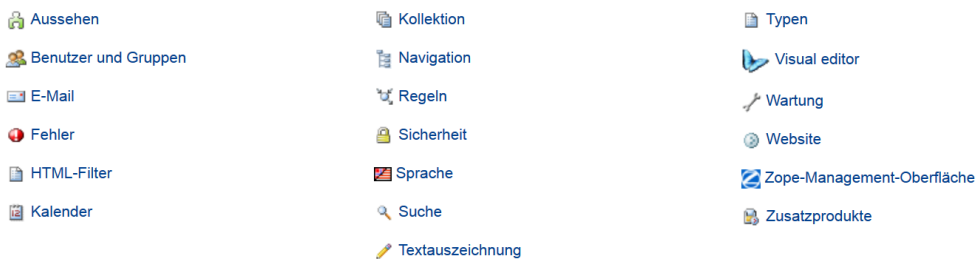 Aussehen
Benutzer und Gruppen
E-Mail
Fehler
HTML-Filter
Kalender
Kollektion
Navigation
Regeln
Sicherheit
Sprache
Suche
Textauszeichnung
Typen
Visual editor
Wartung
Website
Zope-Management-Oberfläche
Zusatzprodukte